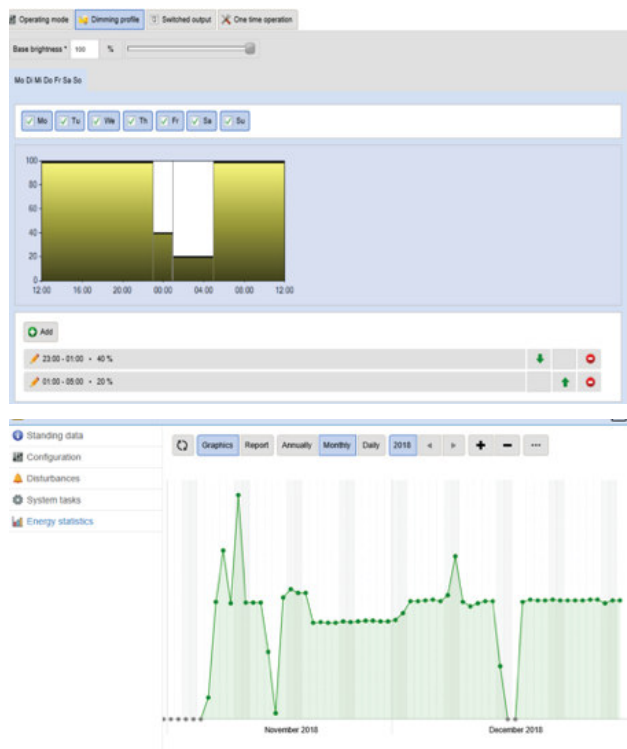 Operating mode Dimming profile Switched output One time operation
Base brightness * 100 %
Mo Di Mi Do Fr Sa So
Mo Tu We Th Fr Sa Su
100
80
60
40
20
0
12:00 16:00 20:00 00:00 04:00 08:00 12:00
Add
23:00 - 01:00 • 40 %
01:00 - 05:00 • 20 %
Standing data
Graphics Report Annually Monthly Daily 2018
Configuration
Disturbances
System tasks
Energy statistics
November 2018 December 2018